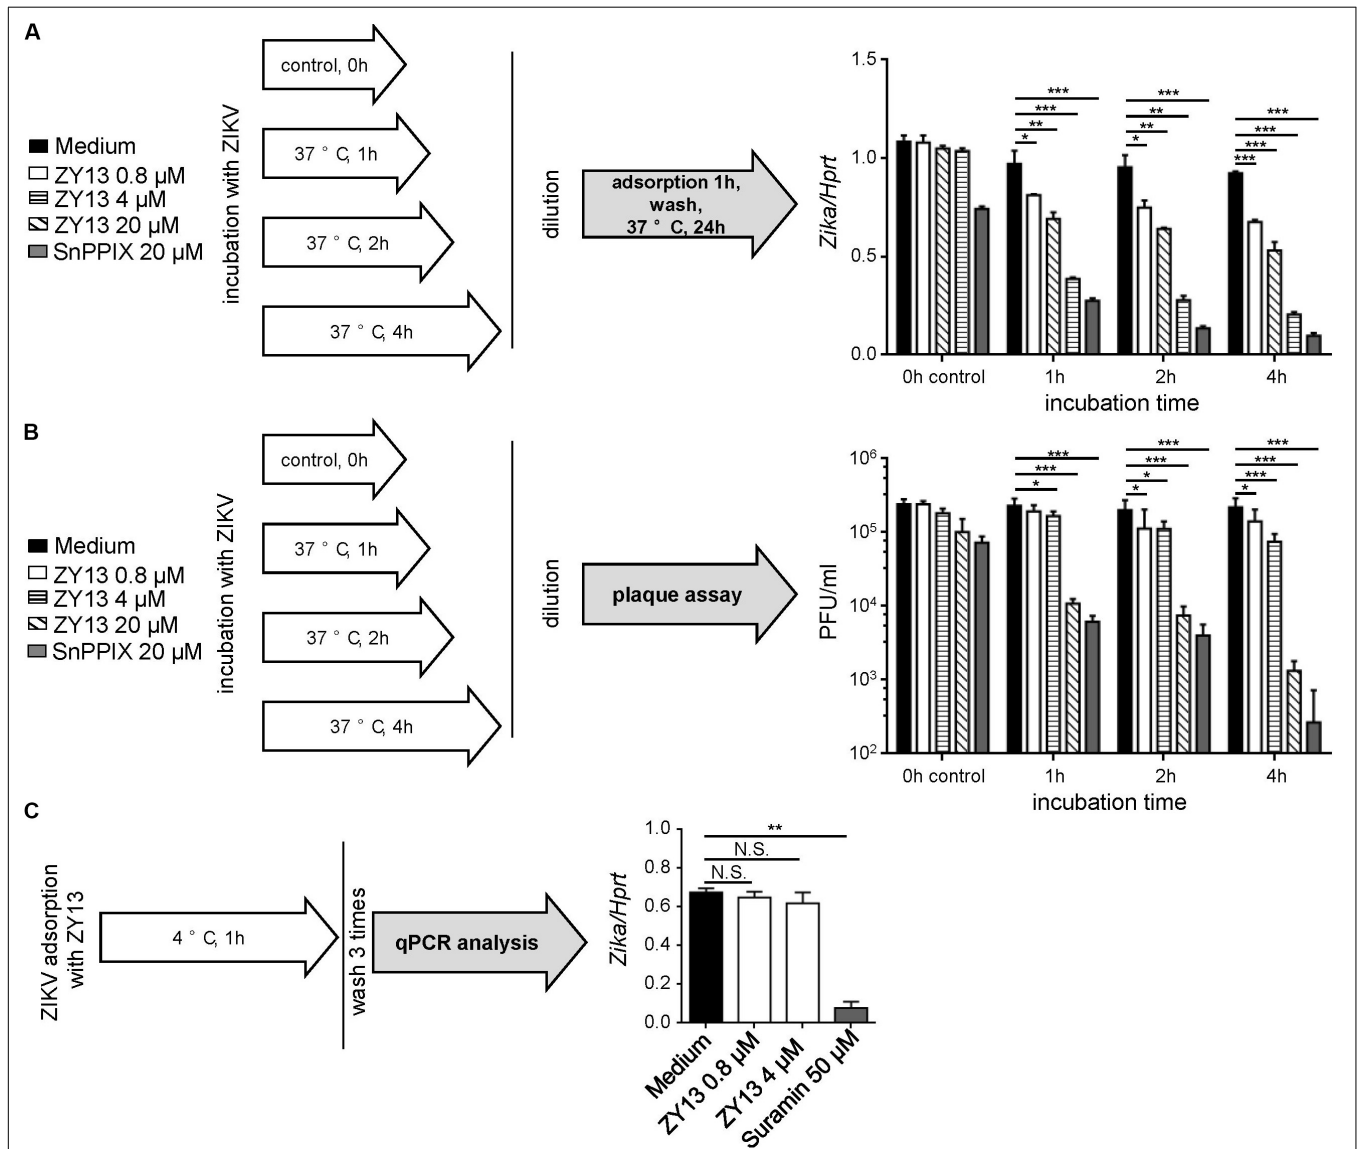 A
Medium
ZY13 0.8 µM
ZY13 4 µM
ZY13 20 µM
SnPPIX 20 µM
incubation with ZIKV
control, 0h
37 ° C, 1h
37 ° C, 2h
37 ° C, 4h
dilution
adsorption 1h,
wash,
37 ° C, 24h
Zika/Hprt
1.5
1.0
0.5
0.0
*
**
***
***
*
**
**
***
***
***
***
***
0h control
1h
2h
4h
incubation time
B
Medium
ZY13 0.8 µM
ZY13 4 µM
ZY13 20 µM
SnPPIX 20 µM
incubation with ZIKV
control, 0h
37 ° C, 1h
37 ° C, 2h
37 ° C, 4h
dilution
plaque assay
PFU/ml
10⁶
10⁵
10⁴
10³
10²
***
***
*
***
***
*
*
***
***
***
*
0h control
1h
2h
4h
incubation time
C
ZIKV adsorption
with ZY13
4 ° C, 1h
wash 3 times
qPCR analysis
Zika/Hprt
1.0
0.8
0.6
0.4
0.2
0.0
**
N.S.
N.S.
Medium
ZY13 0.8 µM
ZY13 4 µM
Suramin 50 µM